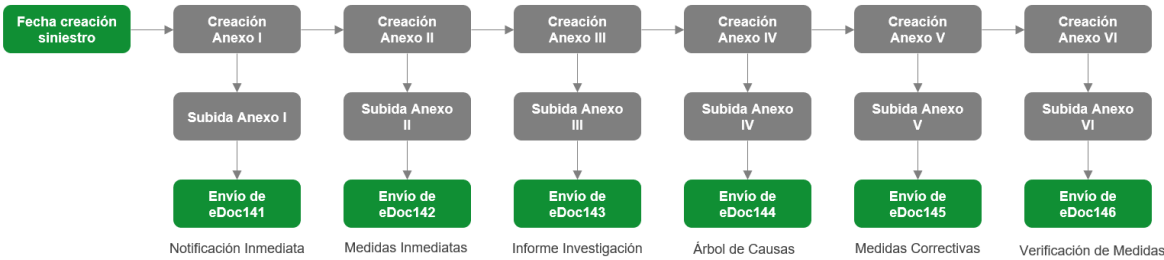 Fecha creación
siniestro
Creación
Anexo I
Creación
Anexo II
Creación
Anexo III
Creación
Anexo IV
Creación
Anexo V
Creación
Anexo VI
Subida Anexo I
Subida Anexo
II
Subida Anexo
III
Subida Anexo
IV
Subida Anexo
V
Subida Anexo
VI
Envío de
eDoc141
Envío de
eDoc142
Envío de
eDoc143
Envío de
eDoc144
Envío de
eDoc145
Envío de
eDoc146
Notificación Inmediata
Medidas Inmediatas
Informe Investigación
Árbol de Causas
Medidas Correctivas
Verificación de Medidas